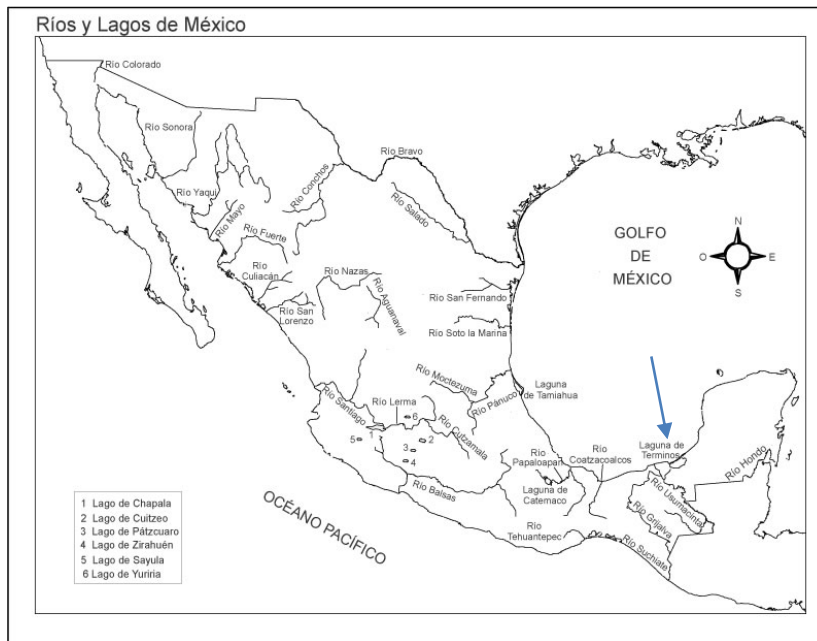 Ríos y Lagos de México
Río Colorado
Río Sonora
Río Bravo
Río Conchos
Río Yaqui
Río Salado
Río Mayo
Río Fuerte
GOLFO
DE
MÉXICO
N
O
E
S
Río
Culiacán
Río Nazas
Río Aguanaval
Río San Fernando
Río San
Lorenzo
Río Soto la Marina
Río Moctezuma
Laguna
de Tamiahua
Río Santiago
Río Lerma
Río Pánuco
6
Río Cutzamala
5
1
2
3
4
Laguna de
Terminos
Río Hondo
Río
Papaloapan
Río
Coatzacoalcos
Río Balsas
Laguna de
Catemaco
Río Usumacinta
Río Grijalva
Río
Tehuantepec
Río Suchiate
OCÉANO PACÍFICO
1 Lago de Chapala
2 Lago de Cuitzeo
3 Lago de Pátzcuaro
4 Lago de Zirahuén
5 Lago de Sayula
6 Lago de Yuriria